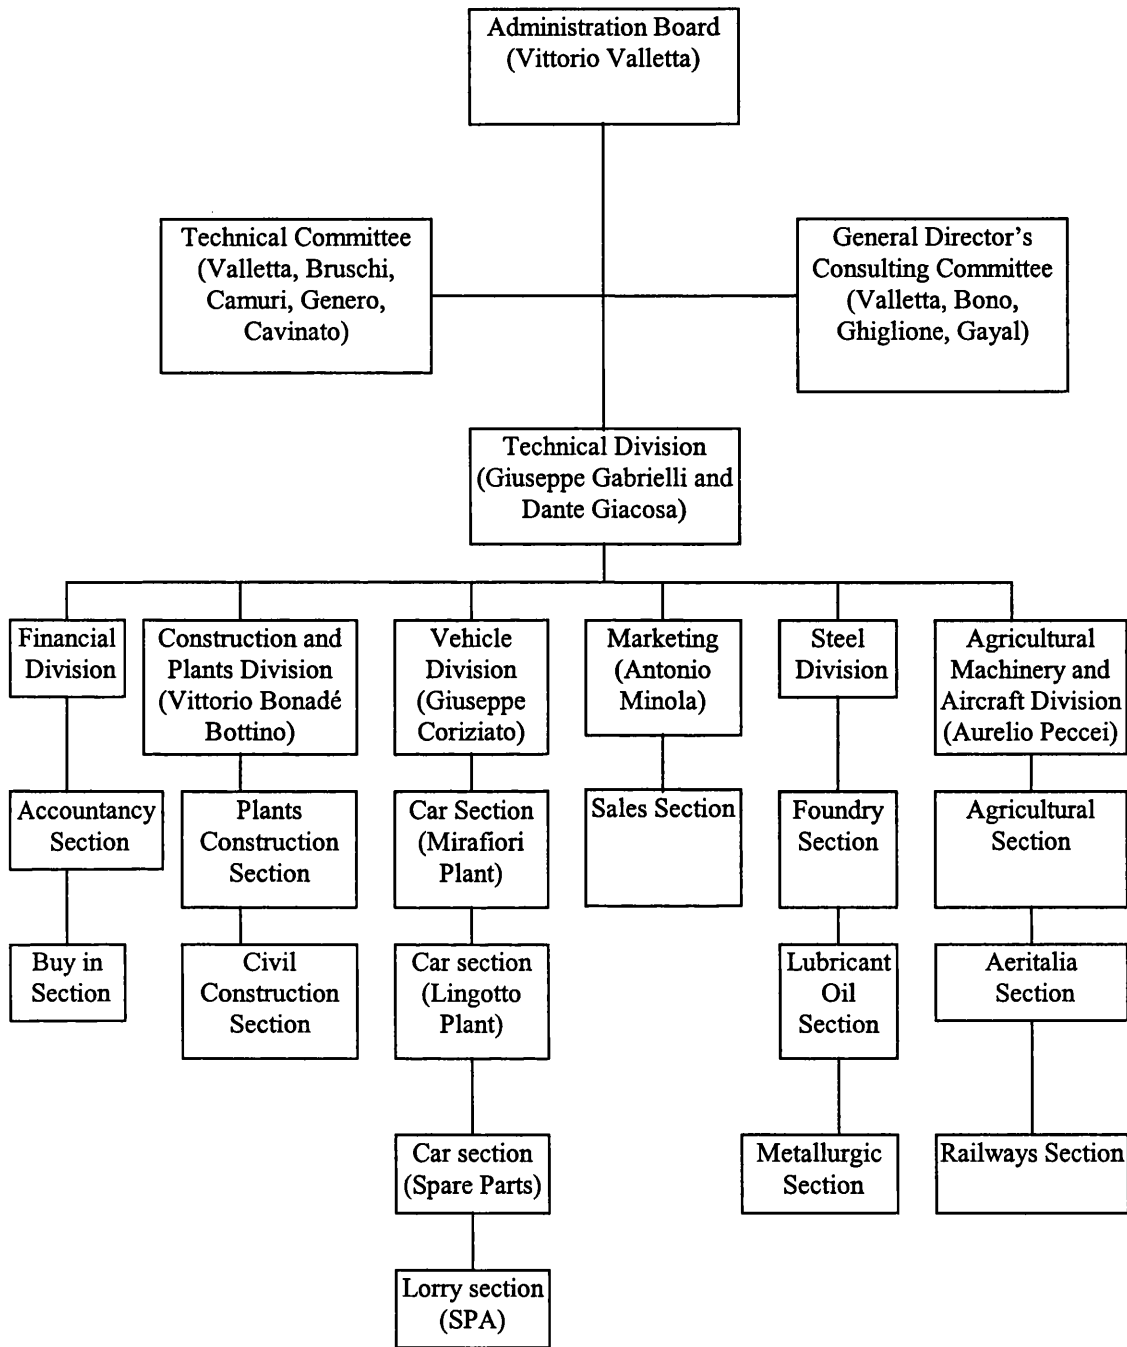 Administration Board
(Vittorio Valletta)
Technical Committee
(Valletta, Bruschi,
Camuri, Genero,
Cavinato)
General Director's
Consulting Committee
(Valletta, Bono,
Ghiglione, Gayal)
Technical Division
(Giuseppe Gabrielli and
Dante Giacosa)
Financial
Division
Construction and
Plants Division
(Vittorio Bonadé
Bottino)
Vehicle
Division
(Giuseppe
Coriziato)
Marketing
(Antonio
Minola)
Steel
Division
Agricultural
Machinery and
Aircraft Division
(Aurelio Peccei)
Accountancy
Section
Plants
Construction
Section
Car Section
(Mirafiori
Plant)
Sales Section
Foundry
Section
Agricultural
Section
Buy in
Section
Civil
Construction
Section
Car section
(Lingotto
Plant)
Lubricant
Oil
Section
Aeritalia
Section
Car section
(Spare Parts)
Metallurgic
Section
Railways Section
Lorry section
(SPA)